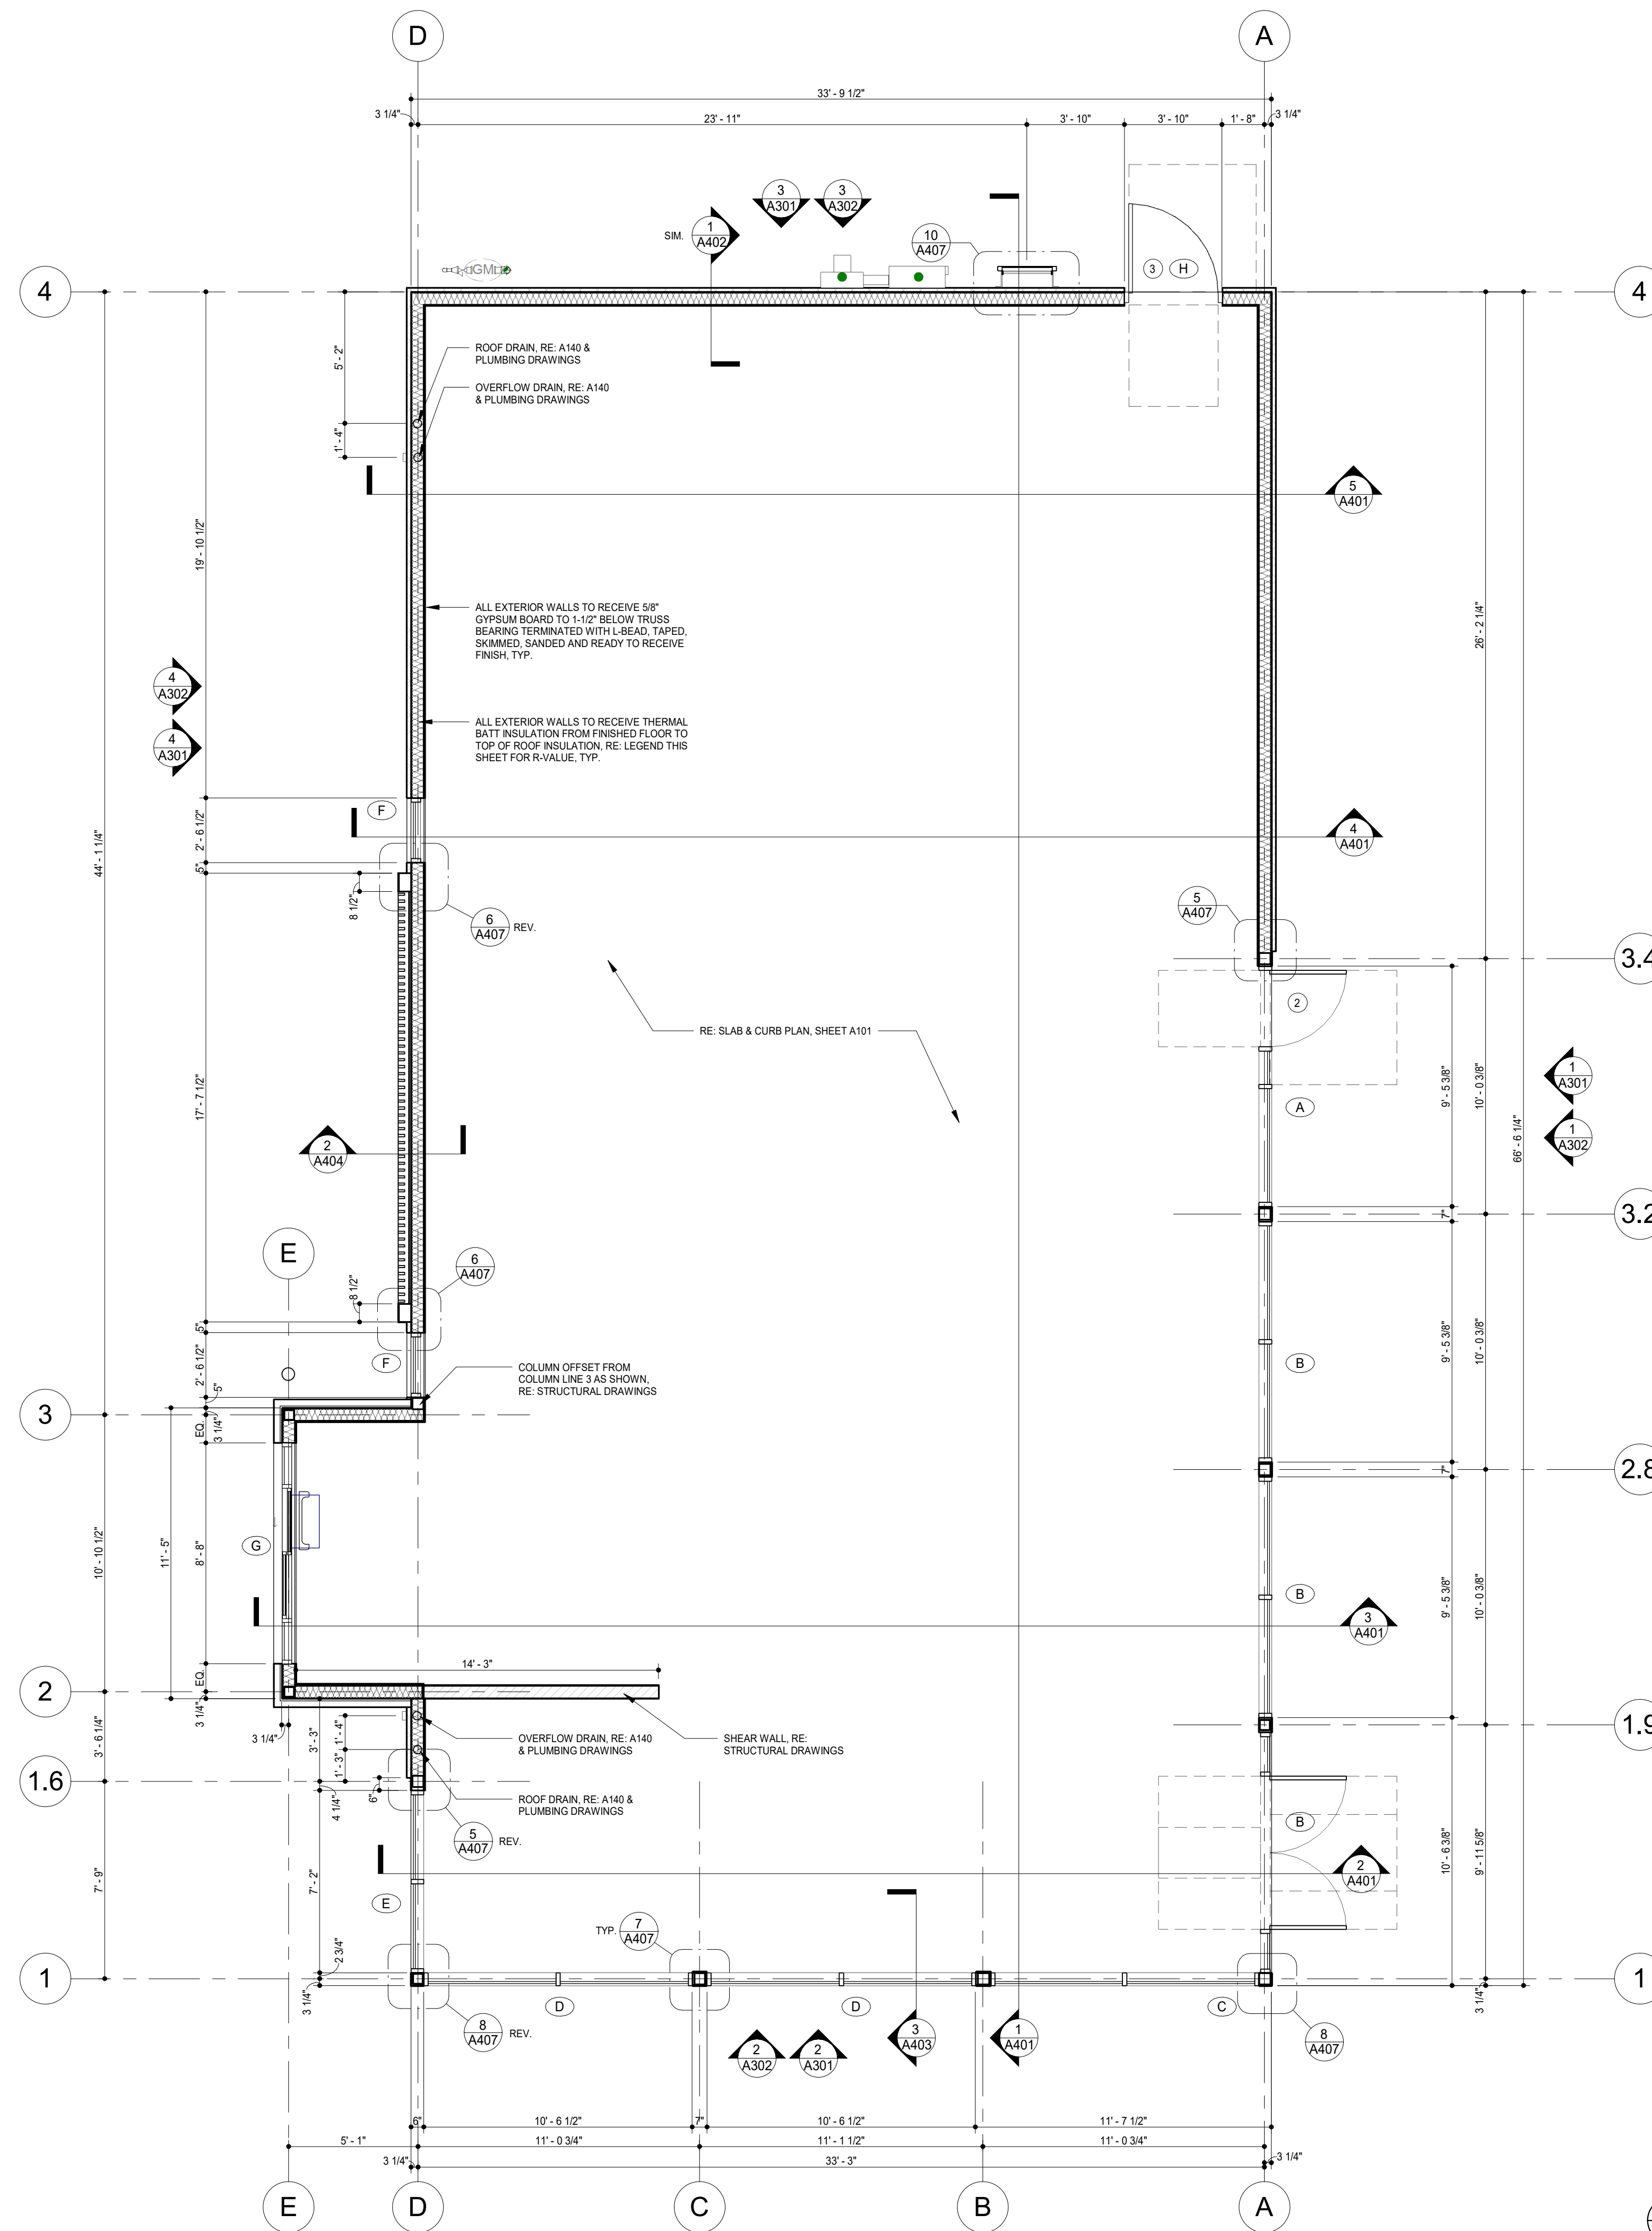 D
A
33' - 9 1/2"
3 1/4"
23' - 11"
3' - 10"
3' - 10"
1' - 8"
3 1/4"
3
A301
3
A302
SIM.
1
A402
10
A407
3
H
GM
4
4
5' - 2"
ROOF DRAIN, RE: A140 &
PLUMBING DRAWINGS
OVERFLOW DRAIN, RE: A140
& PLUMBING DRAWINGS
1' - 4"
5
A401
19' - 10 1/2"
ALL EXTERIOR WALLS TO RECEIVE 5/8"
GYPSUM BOARD TO 1-1/2" BELOW TRUSS
BEARING TERMINATED WITH L-BEAD, TAPED,
SKIMMED, SANDED AND READY TO RECEIVE
FINISH, TYP.
26' - 2 1/4"
4
A302
4
A301
ALL EXTERIOR WALLS TO RECEIVE THERMAL
BATT INSULATION FROM FINISHED FLOOR TO
TOP OF ROOF INSULATION, RE: LEGEND THIS
SHEET FOR R-VALUE, TYP.
F
4
A401
44' - 1 1/4"
2' - 6 1/2"
5"
8 1/2"
6
A407
REV.
5
A407
3.4
2
RE: SLAB & CURB PLAN, SHEET A101
17' - 7 1/2"
9' - 5 3/8"
10' - 0 3/8"
1
A301
A
66' - 6 1/4"
1
A302
2
A404
7"
3.2
E
6
A407
8 1/2"
5"
F
2' - 6 1/2"
COLUMN OFFSET FROM
COLUMN LINE 3 AS SHOWN,
RE: STRUCTURAL DRAWINGS
B
9' - 5 3/8"
10' - 0 3/8"
5"
3
EQ.
3 1/4"
7"
2.8
10' - 10 1/2"
11' - 5"
8' - 8"
G
B
9' - 5 3/8"
10' - 0 3/8"
3
A401
14' - 3"
2
EQ.
3 1/4"
3' - 6 1/4"
3 1/4"
3' - 3"
1' - 4"
OVERFLOW DRAIN, RE: A140
& PLUMBING DRAWINGS
SHEAR WALL, RE:
STRUCTURAL DRAWINGS
1' - 3"
1.6
4 1/4"
6"
ROOF DRAIN, RE: A140 &
PLUMBING DRAWINGS
5
A407
REV.
B
2
A401
7' - 9"
7' - 2"
E
10' - 6 3/8"
9' - 11 5/8"
TYP.
7
A407
2 3/4"
1
3 1/4"
1
3 1/4"
D
D
C
8
A407
REV.
2
A302
2
A301
3
A403
1
A401
8
A407
6"
10' - 6 1/2"
7"
10' - 6 1/2"
11' - 7 1/2"
5' - 1"
11' - 0 3/4"
11' - 1 1/2"
11' - 0 3/4"
3 1/4"
33' - 3"
3 1/4"
E
D
C
B
A